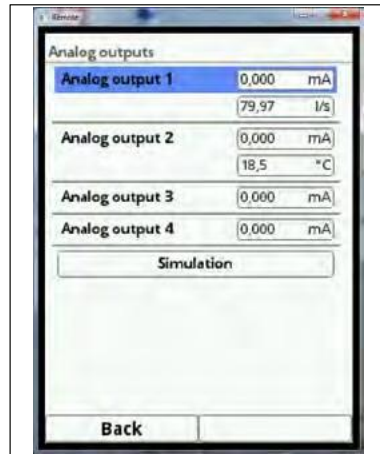 Remote
Analog outputs
Analog output 1 0,000 mA
79,97 l/s
Analog output 2 0,000 mA
18,5 °C
Analog output 3 0,000 mA
Analog output 4 0,000 mA
Simulation
Back